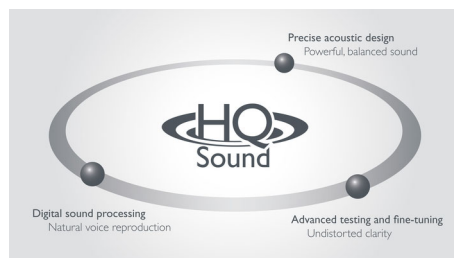 Precise acoustic design
Powerful, balanced sound
HQ
Sound
Digital sound processing
Natural voice reproduction
Advanced testing and fine-tuning
Undistorted clarity